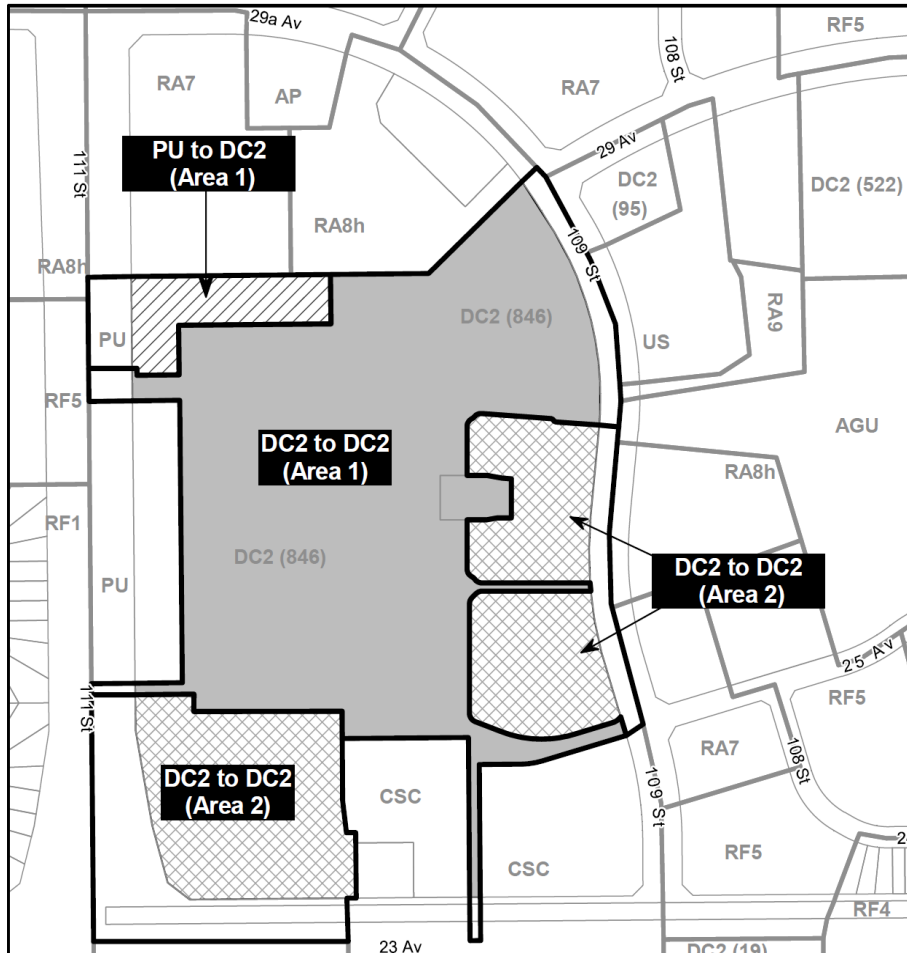 29a Av
RF5
108 St
RA7
AP
RA7
PU to DC2
(Area 1)
29 Av
111 St
DC2
(95)
DC2 (522)
RA8h
109 St
RA8h
RA9
DC2 (846)
PU
US
RF5
AGU
DC2 to DC2
(Area 1)
RA8h
RF1
DC2 (846)
PU
DC2 to DC2
(Area 2)
25 Av
111 St
RF5
RA7
108 St
DC2 to DC2
(Area 2)
CSC
109 St
RF5
CSC
RF4
23 Av
DC2 (19)